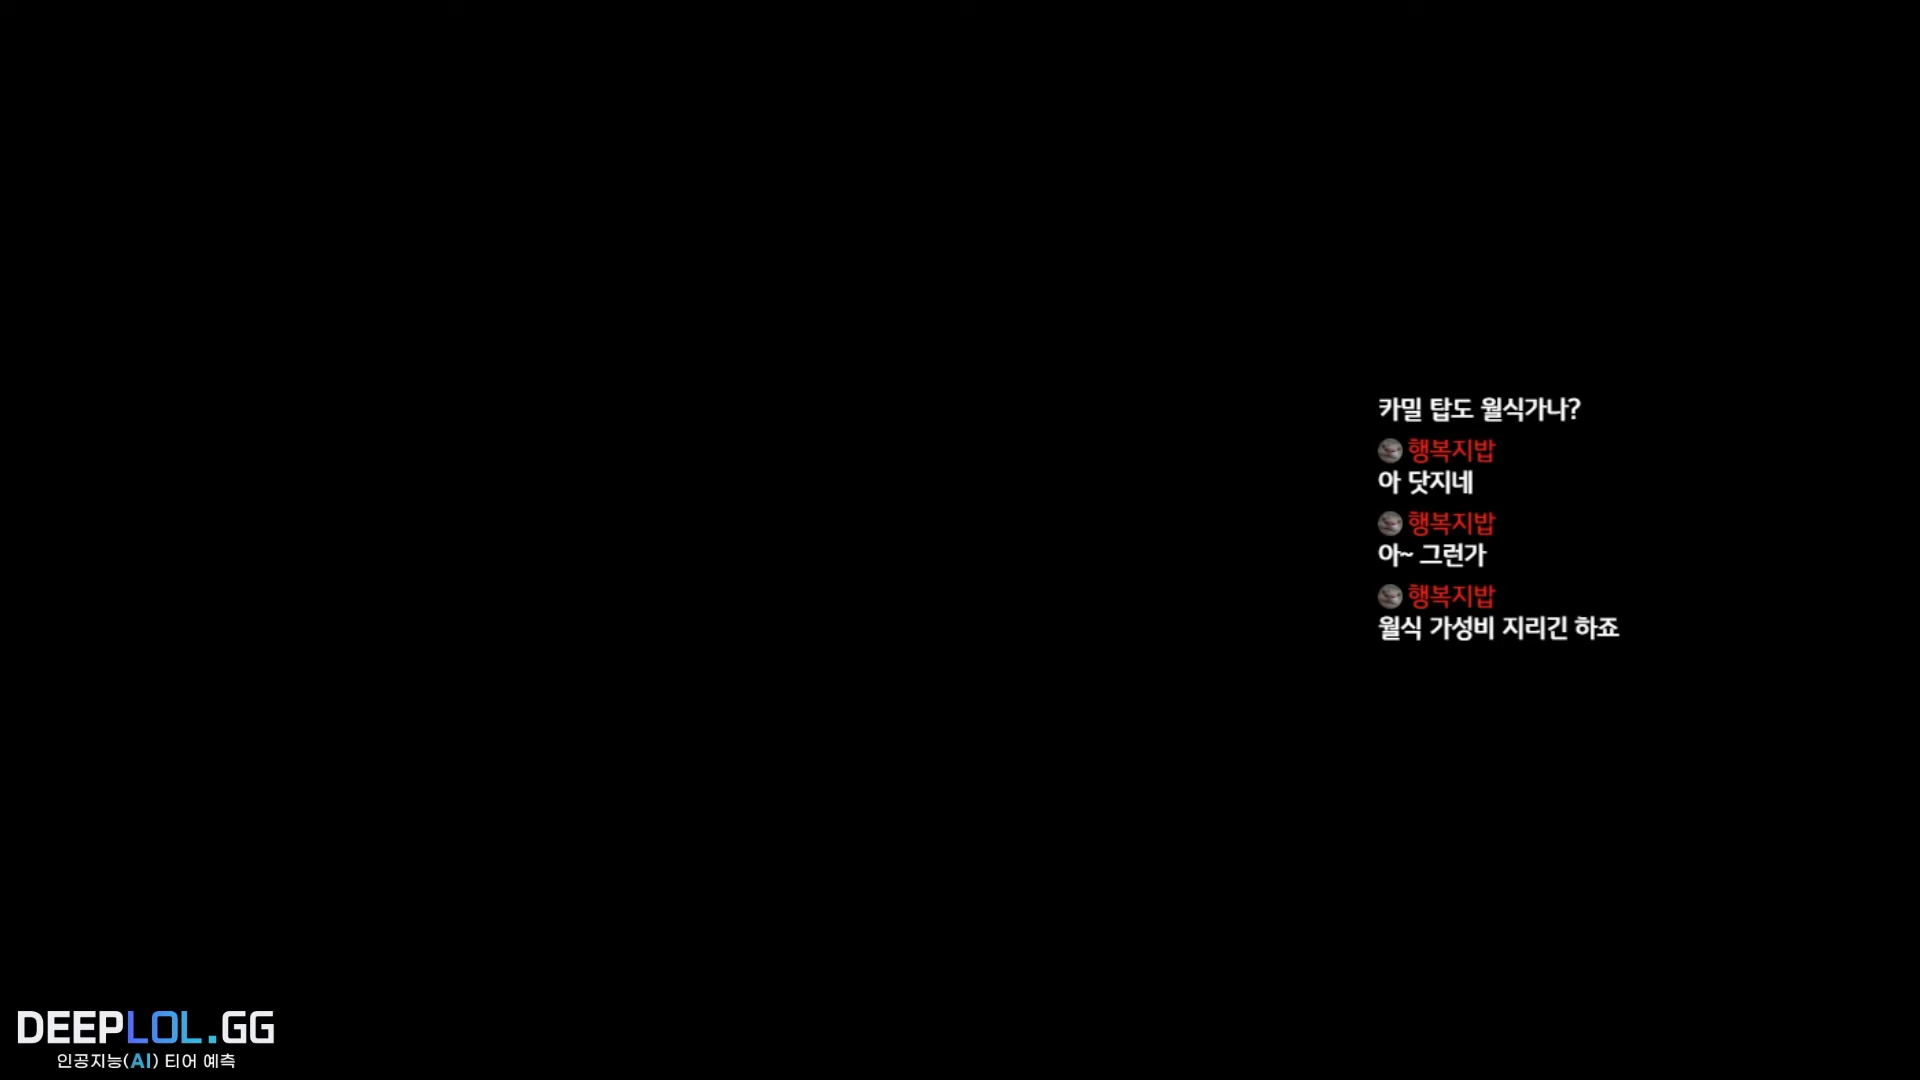 카밀 탑도 월식가나?
행복지밥
아 닷지네
행복지밥
아~ 그런가
행복지밥
월식 가성비 지리긴 하죠
DEEPLOL.GG
인공지능(AI) 티어 예측